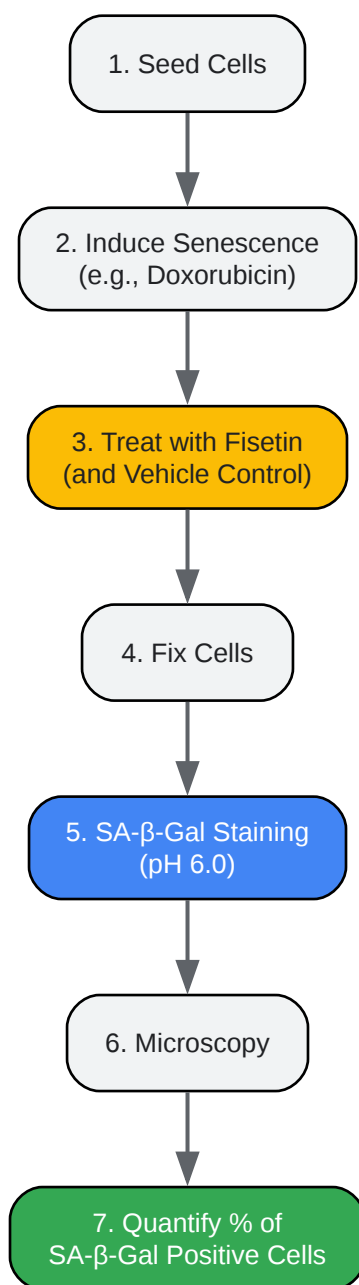 1. Seed Cells
2. Induce Senescence
(e.g., Doxorubicin)
3. Treat with Fisetin
(and Vehicle Control)
4. Fix Cells
5. SA-β-Gal Staining
(pH 6.0)
6. Microscopy
7. Quantify % of
SA-β-Gal Positive Cells